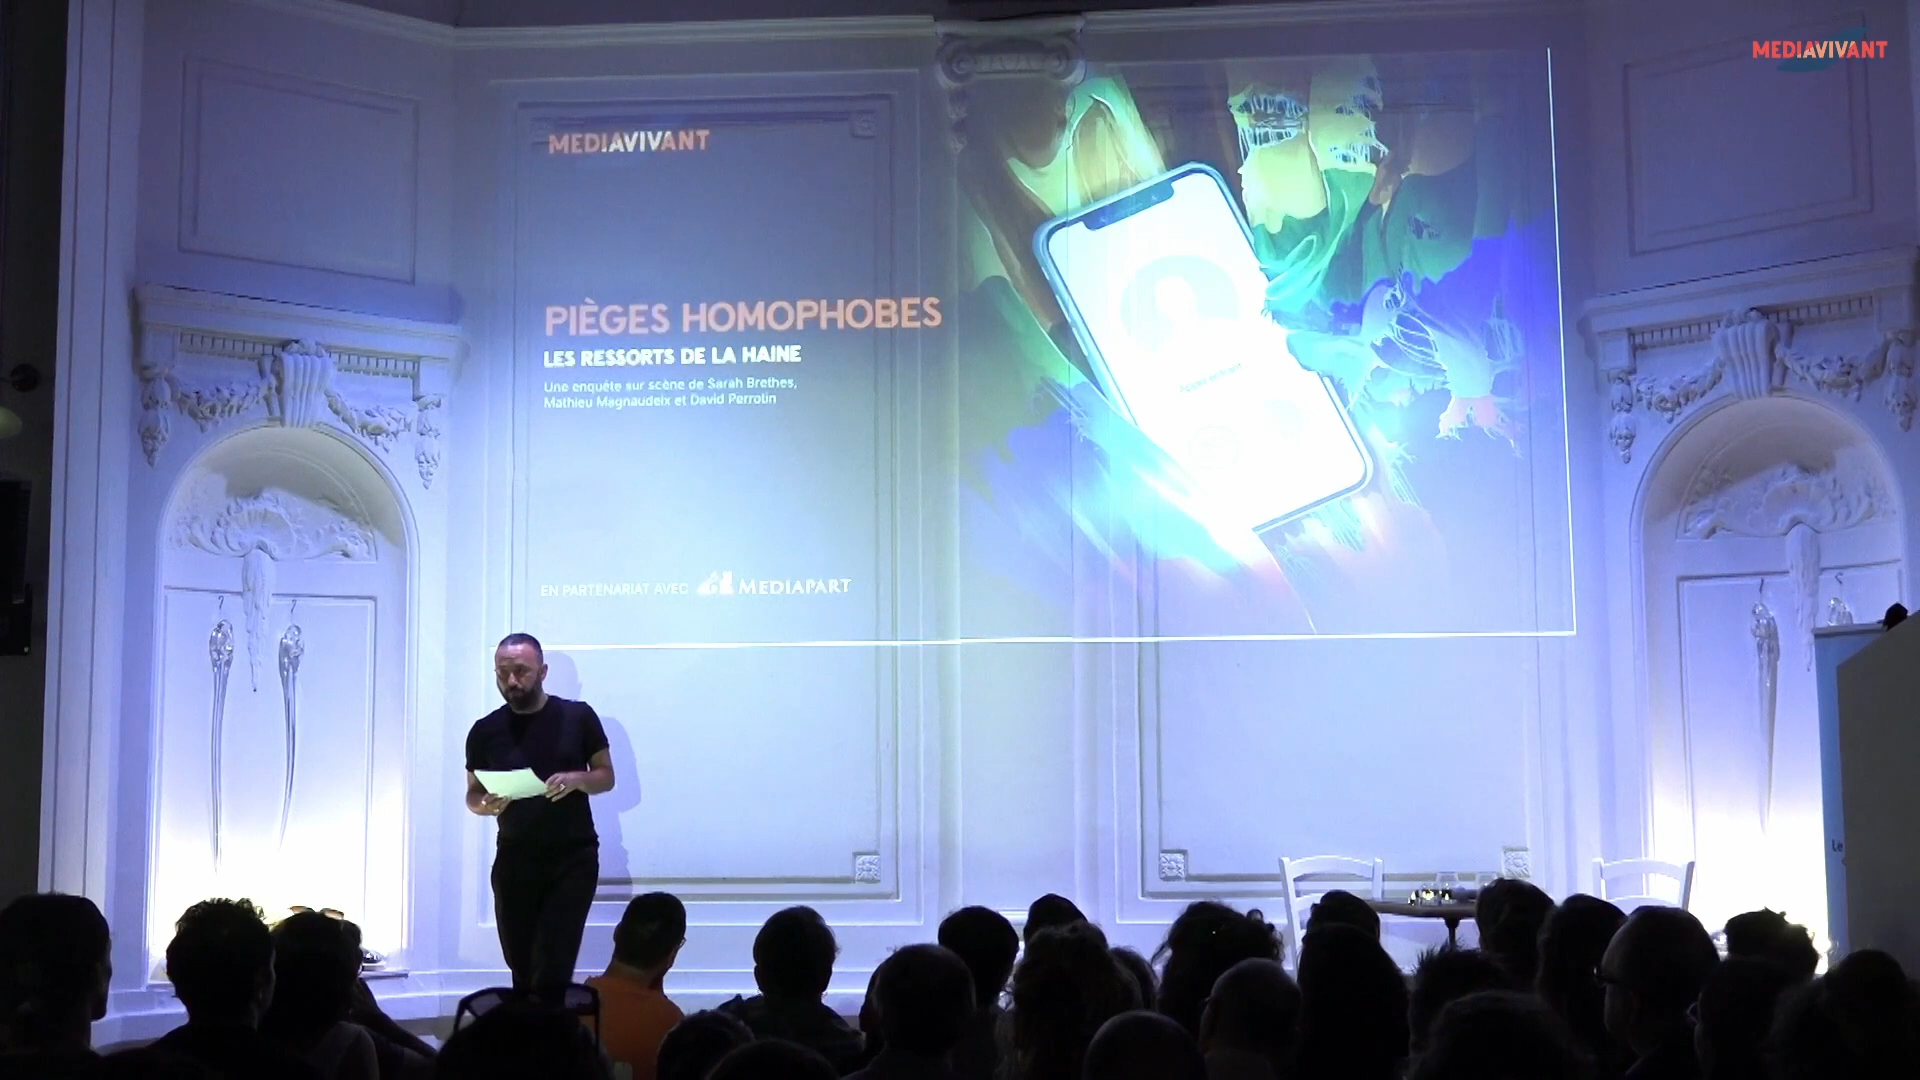 MEDIAVIVANT
MEDIAVIVANT
PIÈGES HOMOPHOBES
LES RESSORTS DE LA HAINE
Une enquête sur scène de Sarah Brethes,
Mathieu Magnaudeix et David Perrotin
EN PARTENARIAT AVEC MEDIAPART